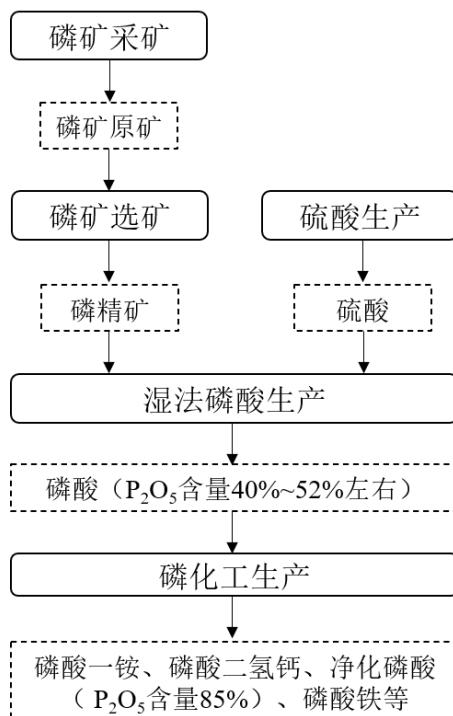 磷矿采矿
磷矿原矿
磷矿选矿
硫酸生产
磷精矿
硫酸
湿法磷酸生产
磷酸（P₂O₅含量40%~52%左右）
磷化工生产
磷酸一铵、磷酸二氢钙、净化磷酸
（ P₂O₅含量85%）、磷酸铁等